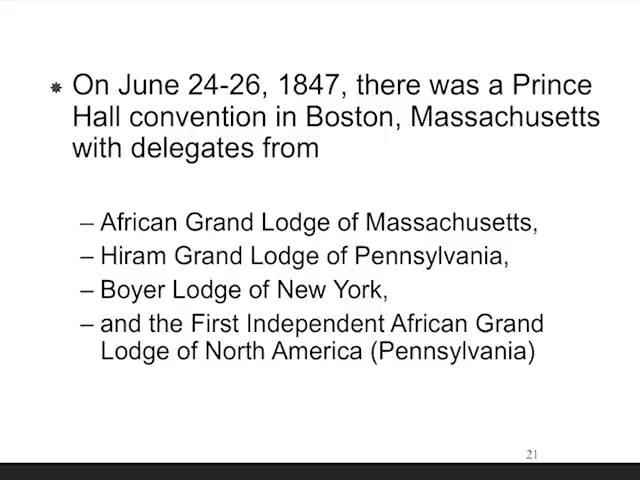 On June 24-26, 1847, there was a Prince
Hall convention in Boston, Massachusetts
with delegates from
– African Grand Lodge of Massachusetts,
– Hiram Grand Lodge of Pennsylvania,
– Boyer Lodge of New York,
– and the First Independent African Grand
Lodge of North America (Pennsylvania)
21